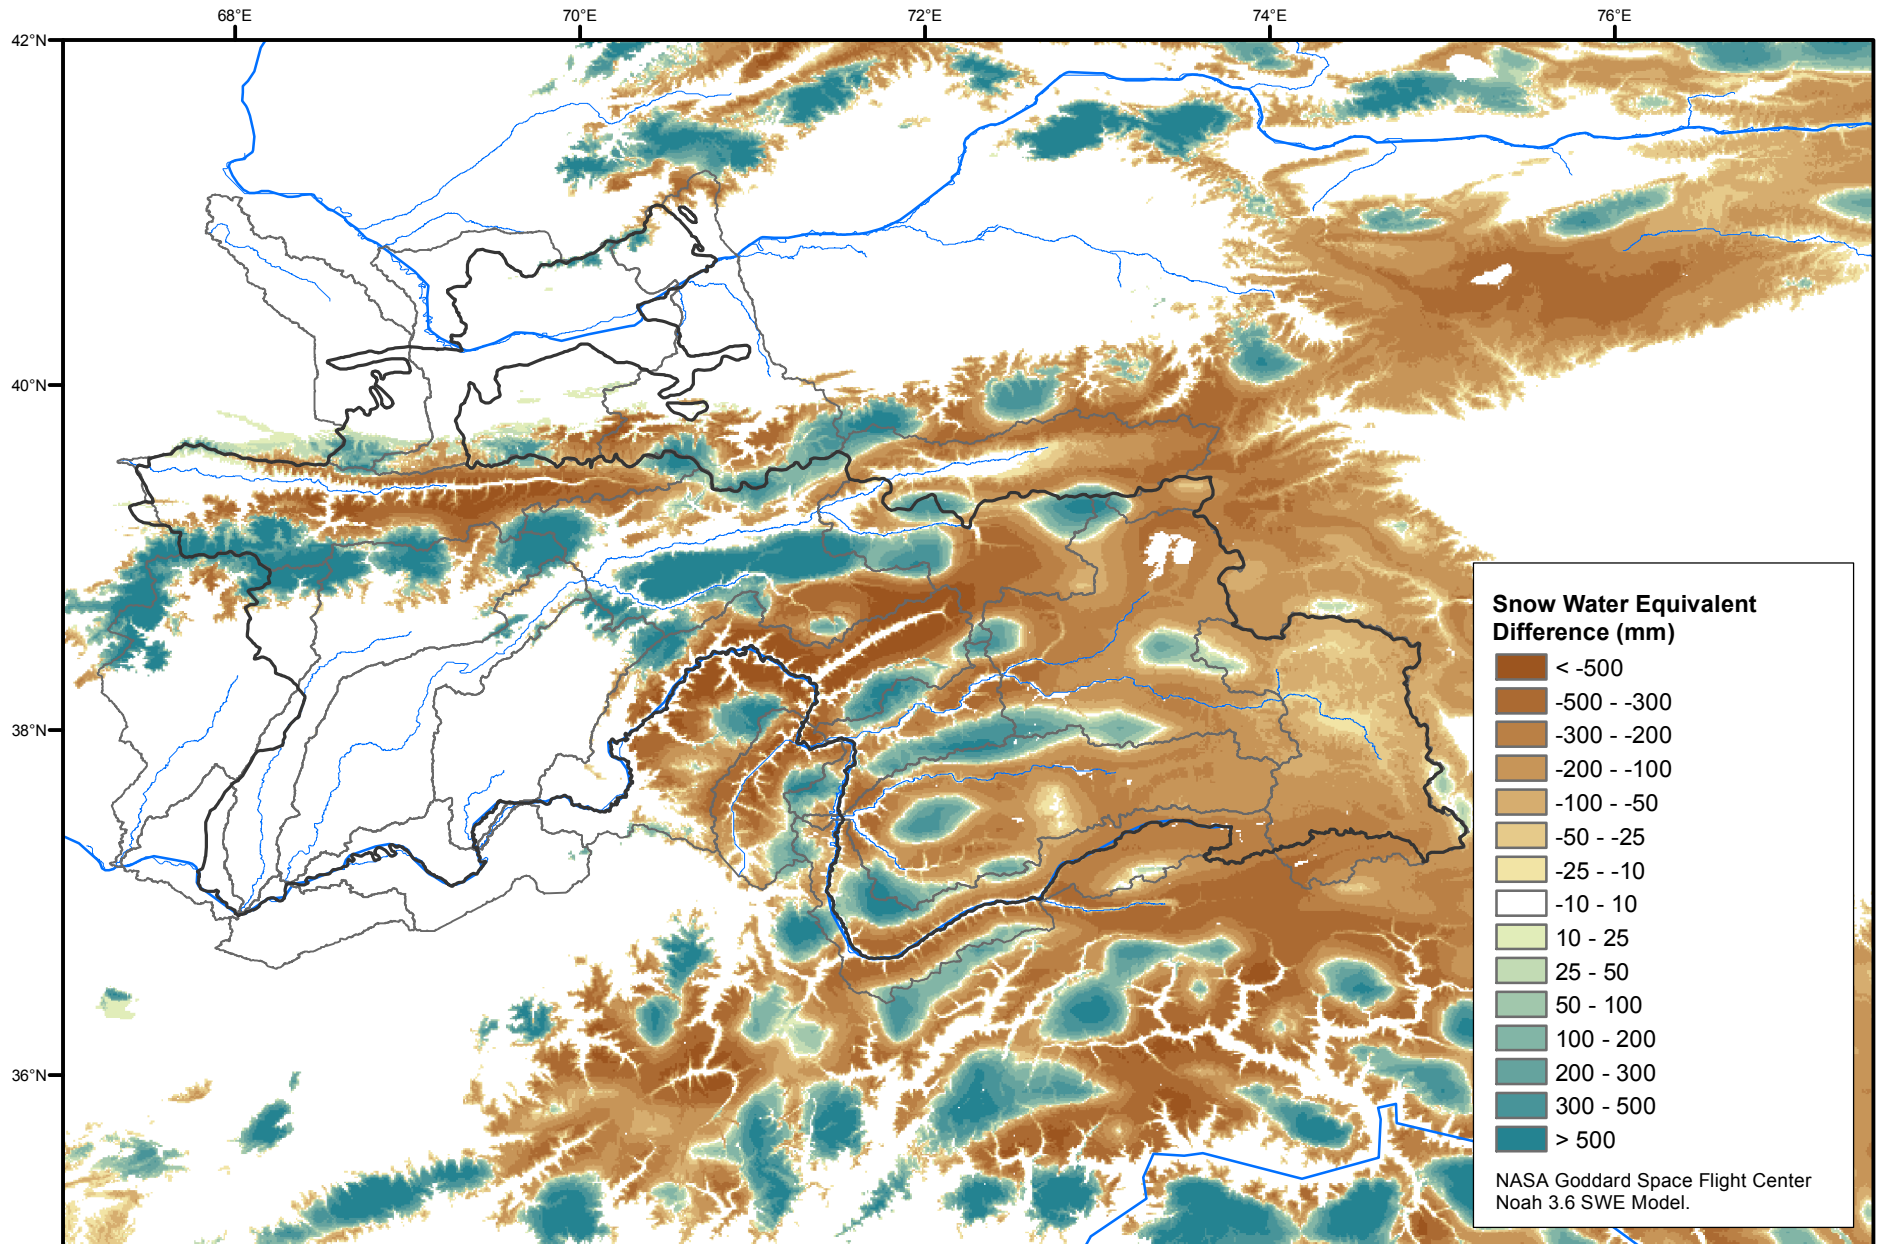 68°E 70°E 72°E 74°E 76°E
42°N
40°N
38°N
36°N
Snow Water Equivalent
Difference (mm)
< -500
-500 - -300
-300 - -200
-200 - -100
-100 - -50
-50 - -25
-25 - -10
-10 - 10
10 - 25
25 - 50
50 - 100
100 - 200
200 - 300
300 - 500
> 500
NASA Goddard Space Flight Center
Noah 3.6 SWE Model.